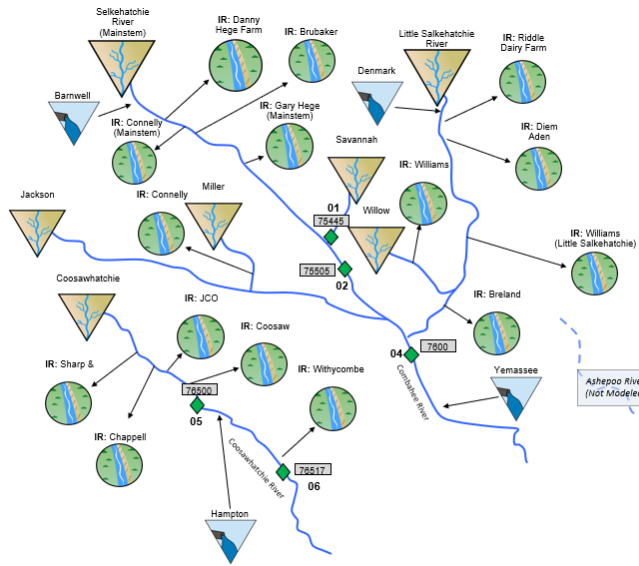 Selkehatchie
River
(Mainstem)
IR: Danny
Hege Farm
IR: Brubaker
Little Salkehatchie
River
IR: Riddle
Dairy Farm
Barnwell
Denmark
IR: Connelly
(Mainstem)
IR: Gary Hege
(Mainstem)
IR: Diem
Aden
Savannah
IR: Williams
Jackson
IR: Connelly
Miller
01
75445
Willow
IR: Williams
(Little Salkehatchie)
75505
02
Coosawhatchie
IR: JCO
IR: Coosaw
IR: Breland
IR: Sharp &
IR: Withycombe
04
7600
Yemassee
Ashepoo Rive
(Not Modeled
Combahee River
76500
05
IR: Chappell
Coosawhatchie River
76517
06
Hampton